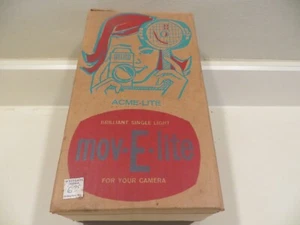 ACME-LITE
BRILLIANT SINGLE LIGHT
mov-E-lite
FOR YOUR CAMERA